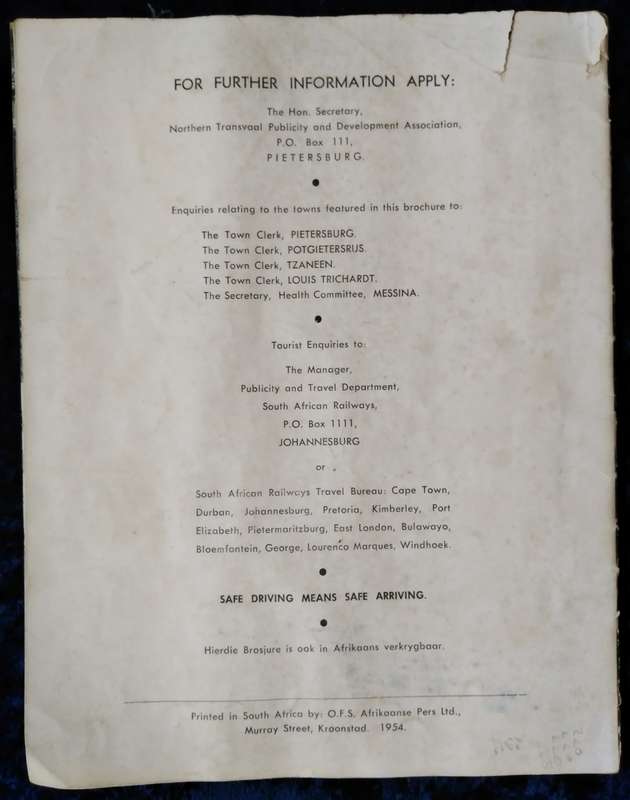 FOR FURTHER INFORMATION APPLY:
The Hon. Secretary,
Northern Transvaal Publicity and Development Association,
P.O. Box 111,
PIETERSBURG.
Enquiries relating to the towns featured in this brochure to:
The Town Clerk, PIETERSBURG.
The Town Clerk, POTGIETERSRUS.
The Town Clerk, TZANEEN.
The Town Clerk, LOUIS TRICHARDT.
The Secretary, Health Committee, MESSINA.
Tourist Enquiries to:
The Manager,
Publicity and Travel Department,
South African Railways,
P.O. Box 1111,
JOHANNESBURG
or
South African Railways Travel Bureau: Cape Town,
Durban, Johannesburg, Pretoria, Kimberley, Port
Elizabeth, Pietermaritzburg, East London, Bulawayo,
Bloemfontein, George, Lourenco Marques, Windhoek.
SAFE DRIVING MEANS SAFE ARRIVING.
Hierdie Brosjure is ook in Afrikaans verkrygbaar.
Printed in South Africa by: O.F.S. Afrikaanse Pers Ltd.,
Murray Street, Kroonstad. 1954.